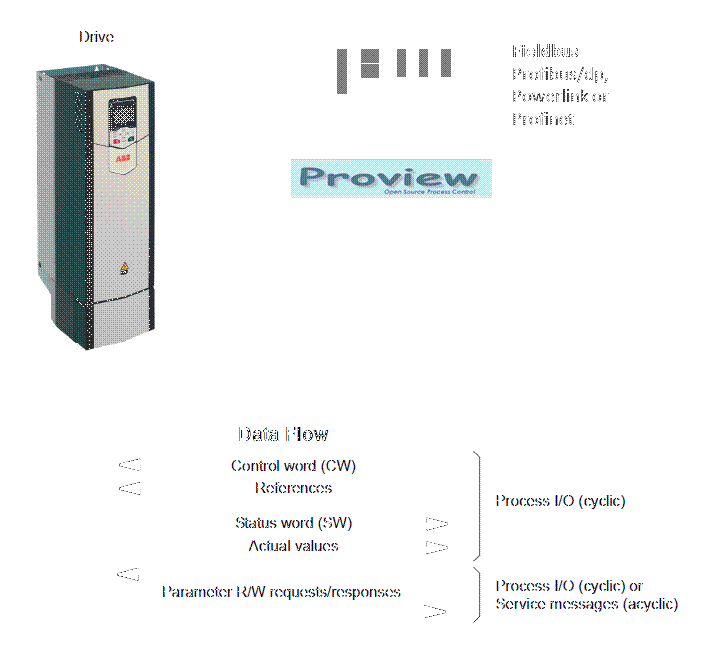 Drive
Fieldbus
Profibus/dp,
Powerlink or
Profinet
ABB
Proview
Open Source Process Control
Data Flow
Control word (CW)
References
Process I/O (cyclic)
Status word (SW)
Actual values
Parameter R/W requests/responses
Process I/O (cyclic) or
Service messages (acyclic)